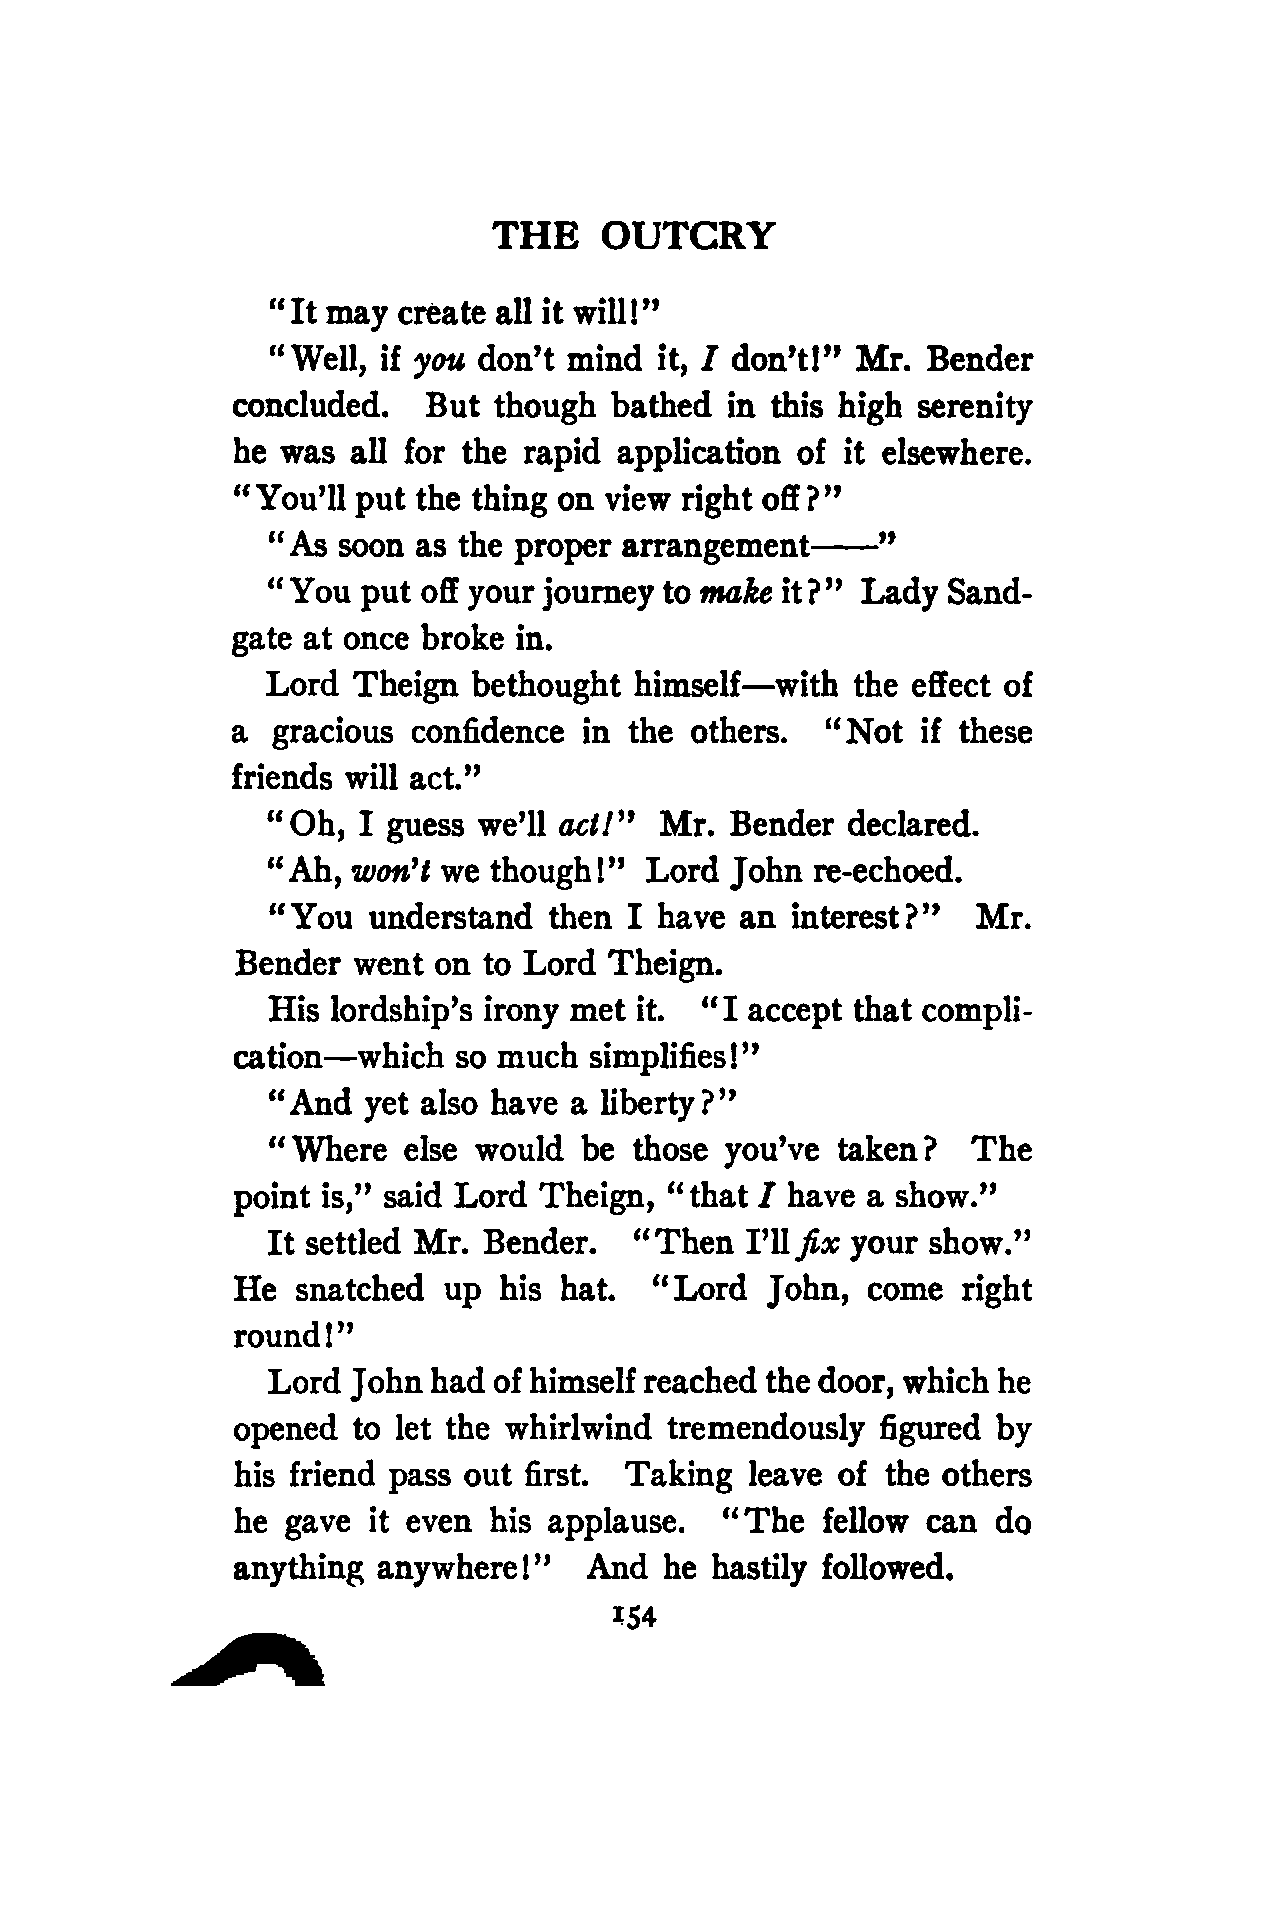 THE OUTCRY
"It may create all it will!"
"Well, if you don't mind it, I don't!" Mr. Bender
concluded. But though bathed in this high serenity
he was all for the rapid application of it elsewhere.
"You'll put the thing on view right off?"
"As soon as the proper arrangement——"
"You put off your journey to make it?" Lady Sand-
gate at once broke in.
Lord Theign bethought himself—with the effect of
a gracious confidence in the others. "Not if these
friends will act."
"Oh, I guess we'll act!" Mr. Bender declared.
"Ah, won't we though!" Lord John re-echoed.
"You understand then I have an interest?" Mr.
Bender went on to Lord Theign.
His lordship's irony met it. "I accept that compli-
cation—which so much simplifies!"
"And yet also have a liberty?"
"Where else would be those you've taken? The
point is," said Lord Theign, "that I have a show."
It settled Mr. Bender. "Then I'll fix your show."
He snatched up his hat. "Lord John, come right
round!"
Lord John had of himself reached the door, which he
opened to let the whirlwind tremendously figured by
his friend pass out first. Taking leave of the others
he gave it even his applause. "The fellow can do
anything anywhere!" And he hastily followed.
154